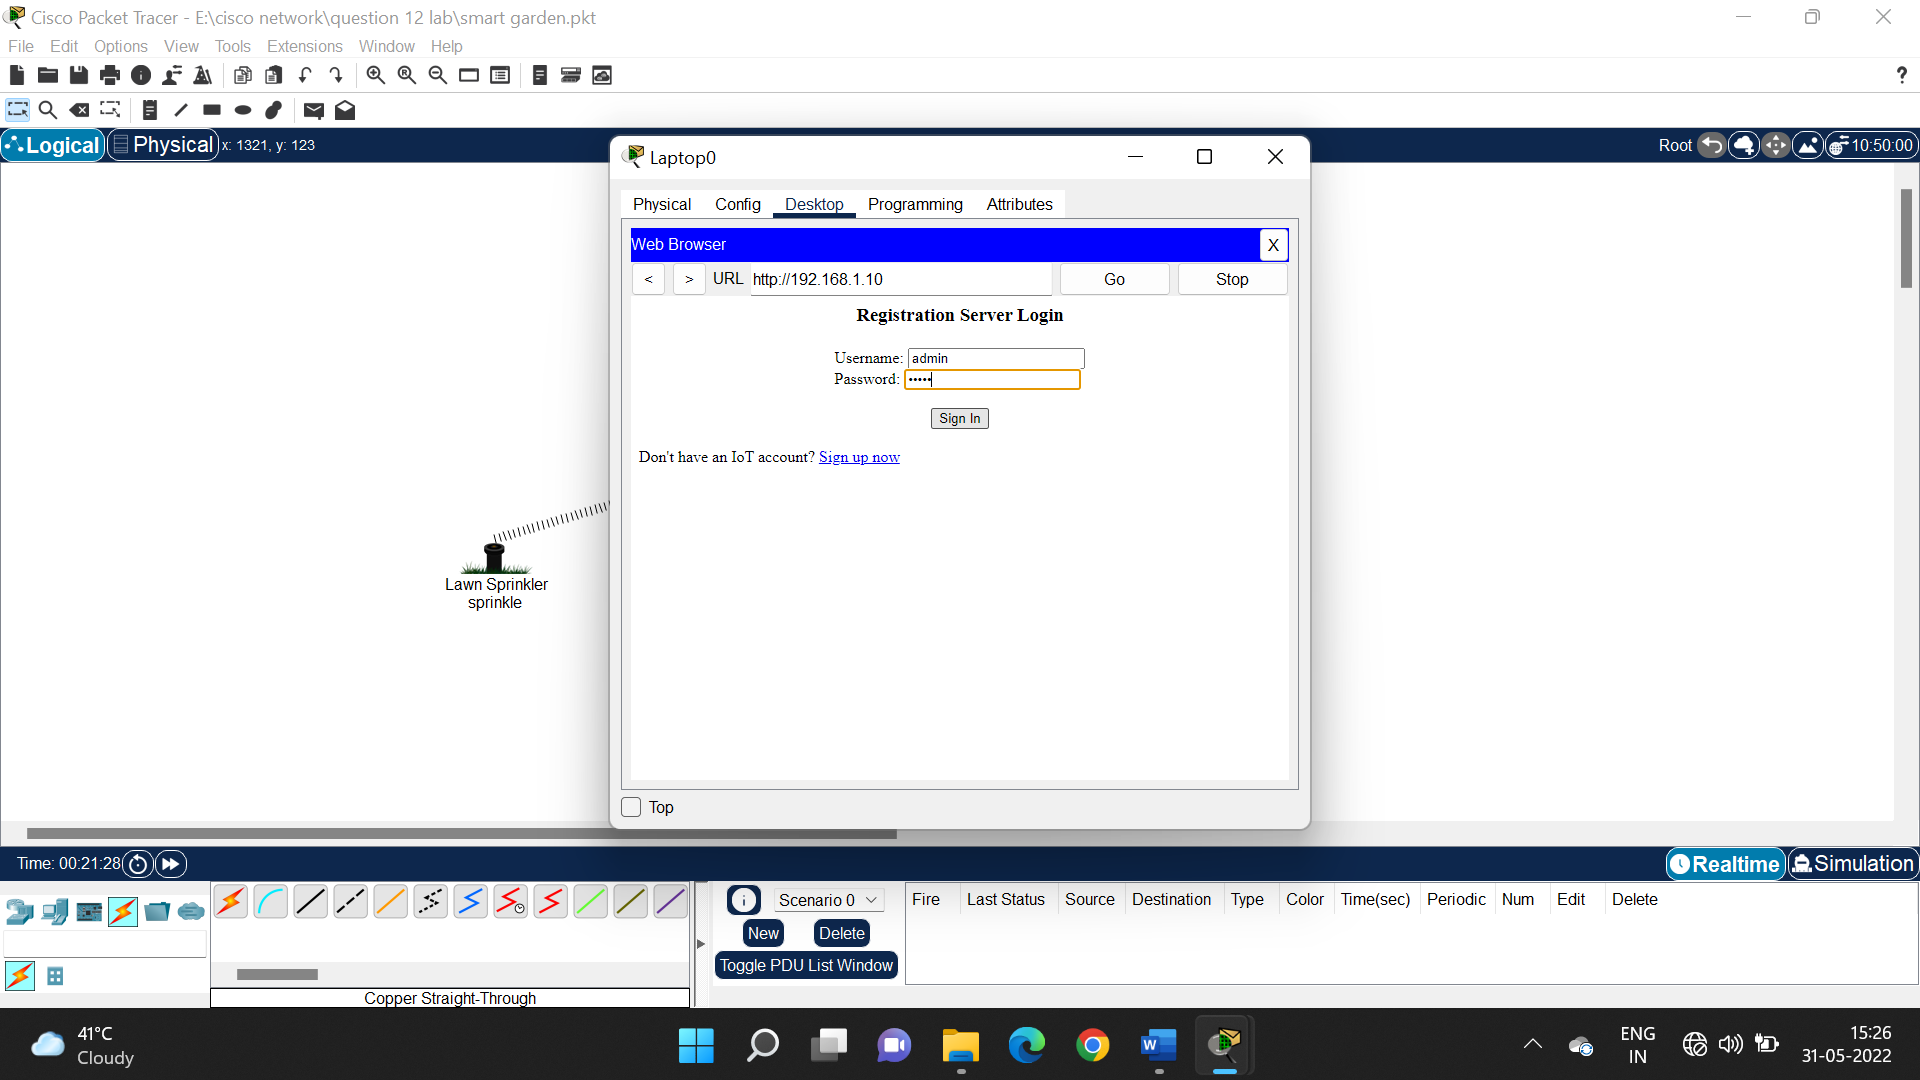 Cisco Packet Tracer - E:\cisco network\question 12 lab\smart garden.pkt
File Edit Options View Tools Extensions Window Help
?
Logical Physical x: 1321, y: 123 Root 10:50:00
Laptop0
Physical Config Desktop Programming Attributes
Web Browser X
< > URL http://192.168.1.10 Go Stop
Registration Server Login
Username: admin
Password: •••••
Sign In
Don't have an IoT account? Sign up now
Lawn Sprinkler
sprinkle
Top
Time: 00:21:28 Realtime Simulation
Scenario 0
New Delete
Toggle PDU List Window
Fire Last Status Source Destination Type Color Time(sec) Periodic Num Edit Delete
Copper Straight-Through
41°C
Cloudy
ENG
IN
15:26
31-05-2022